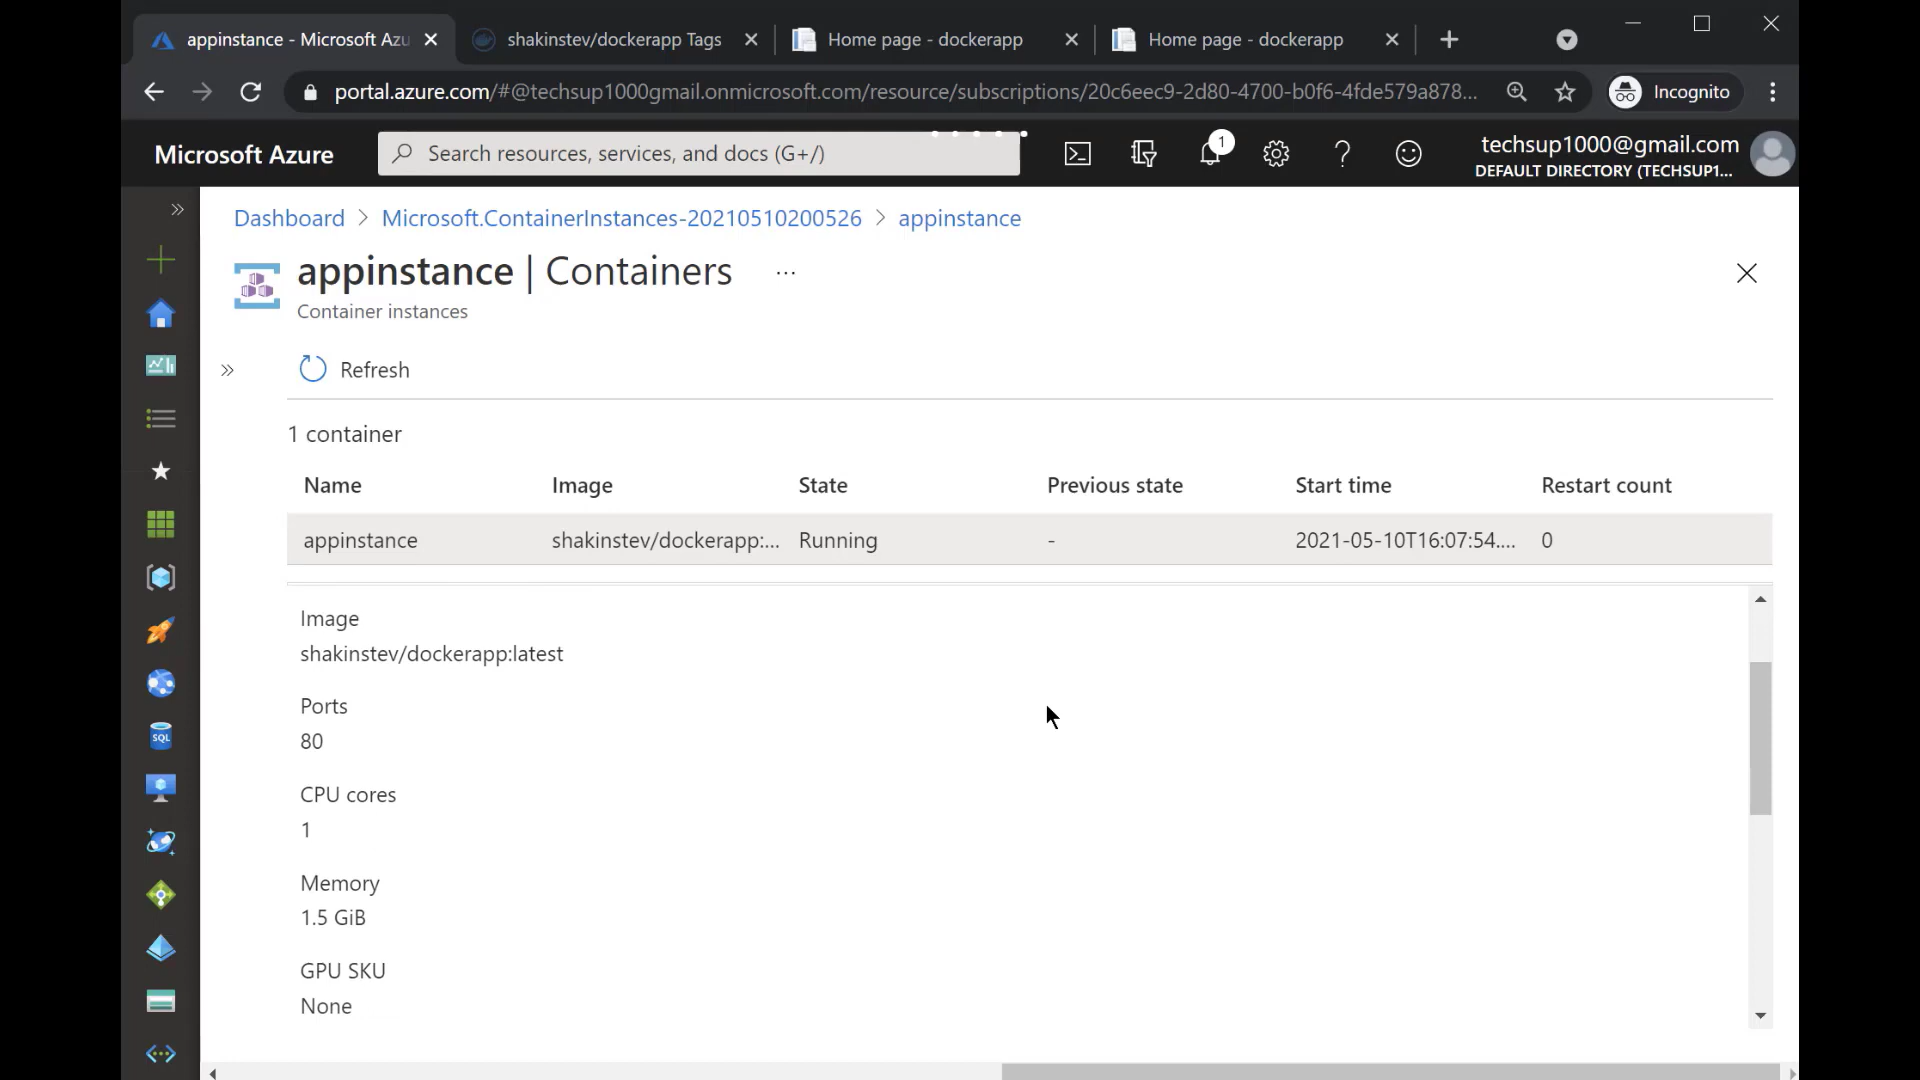 appinstance - Microsoft Azu
shakinstev/dockerapp Tags
Home page - dockerapp
Home page - dockerapp
portal.azure.com/#@techsup1000gmail.onmicrosoft.com/resource/subscriptions/20c6eec9-2d80-4700-b0f6-4fde579a878...
Incognito
Microsoft Azure
Search resources, services, and docs (G+/)
1
techsup1000@gmail.com
DEFAULT DIRECTORY (TECHSUP1...
Dashboard > Microsoft.ContainerInstances-20210510200526 > appinstance
appinstance | Containers ...
Container instances
Refresh
1 container
Name Image State Previous state Start time Restart count
appinstance shakinstev/dockerapp:... Running - 2021-05-10T16:07:54.... 0
Image
shakinstev/dockerapp:latest
Ports
80
CPU cores
1
Memory
1.5 GiB
GPU SKU
None
SQL